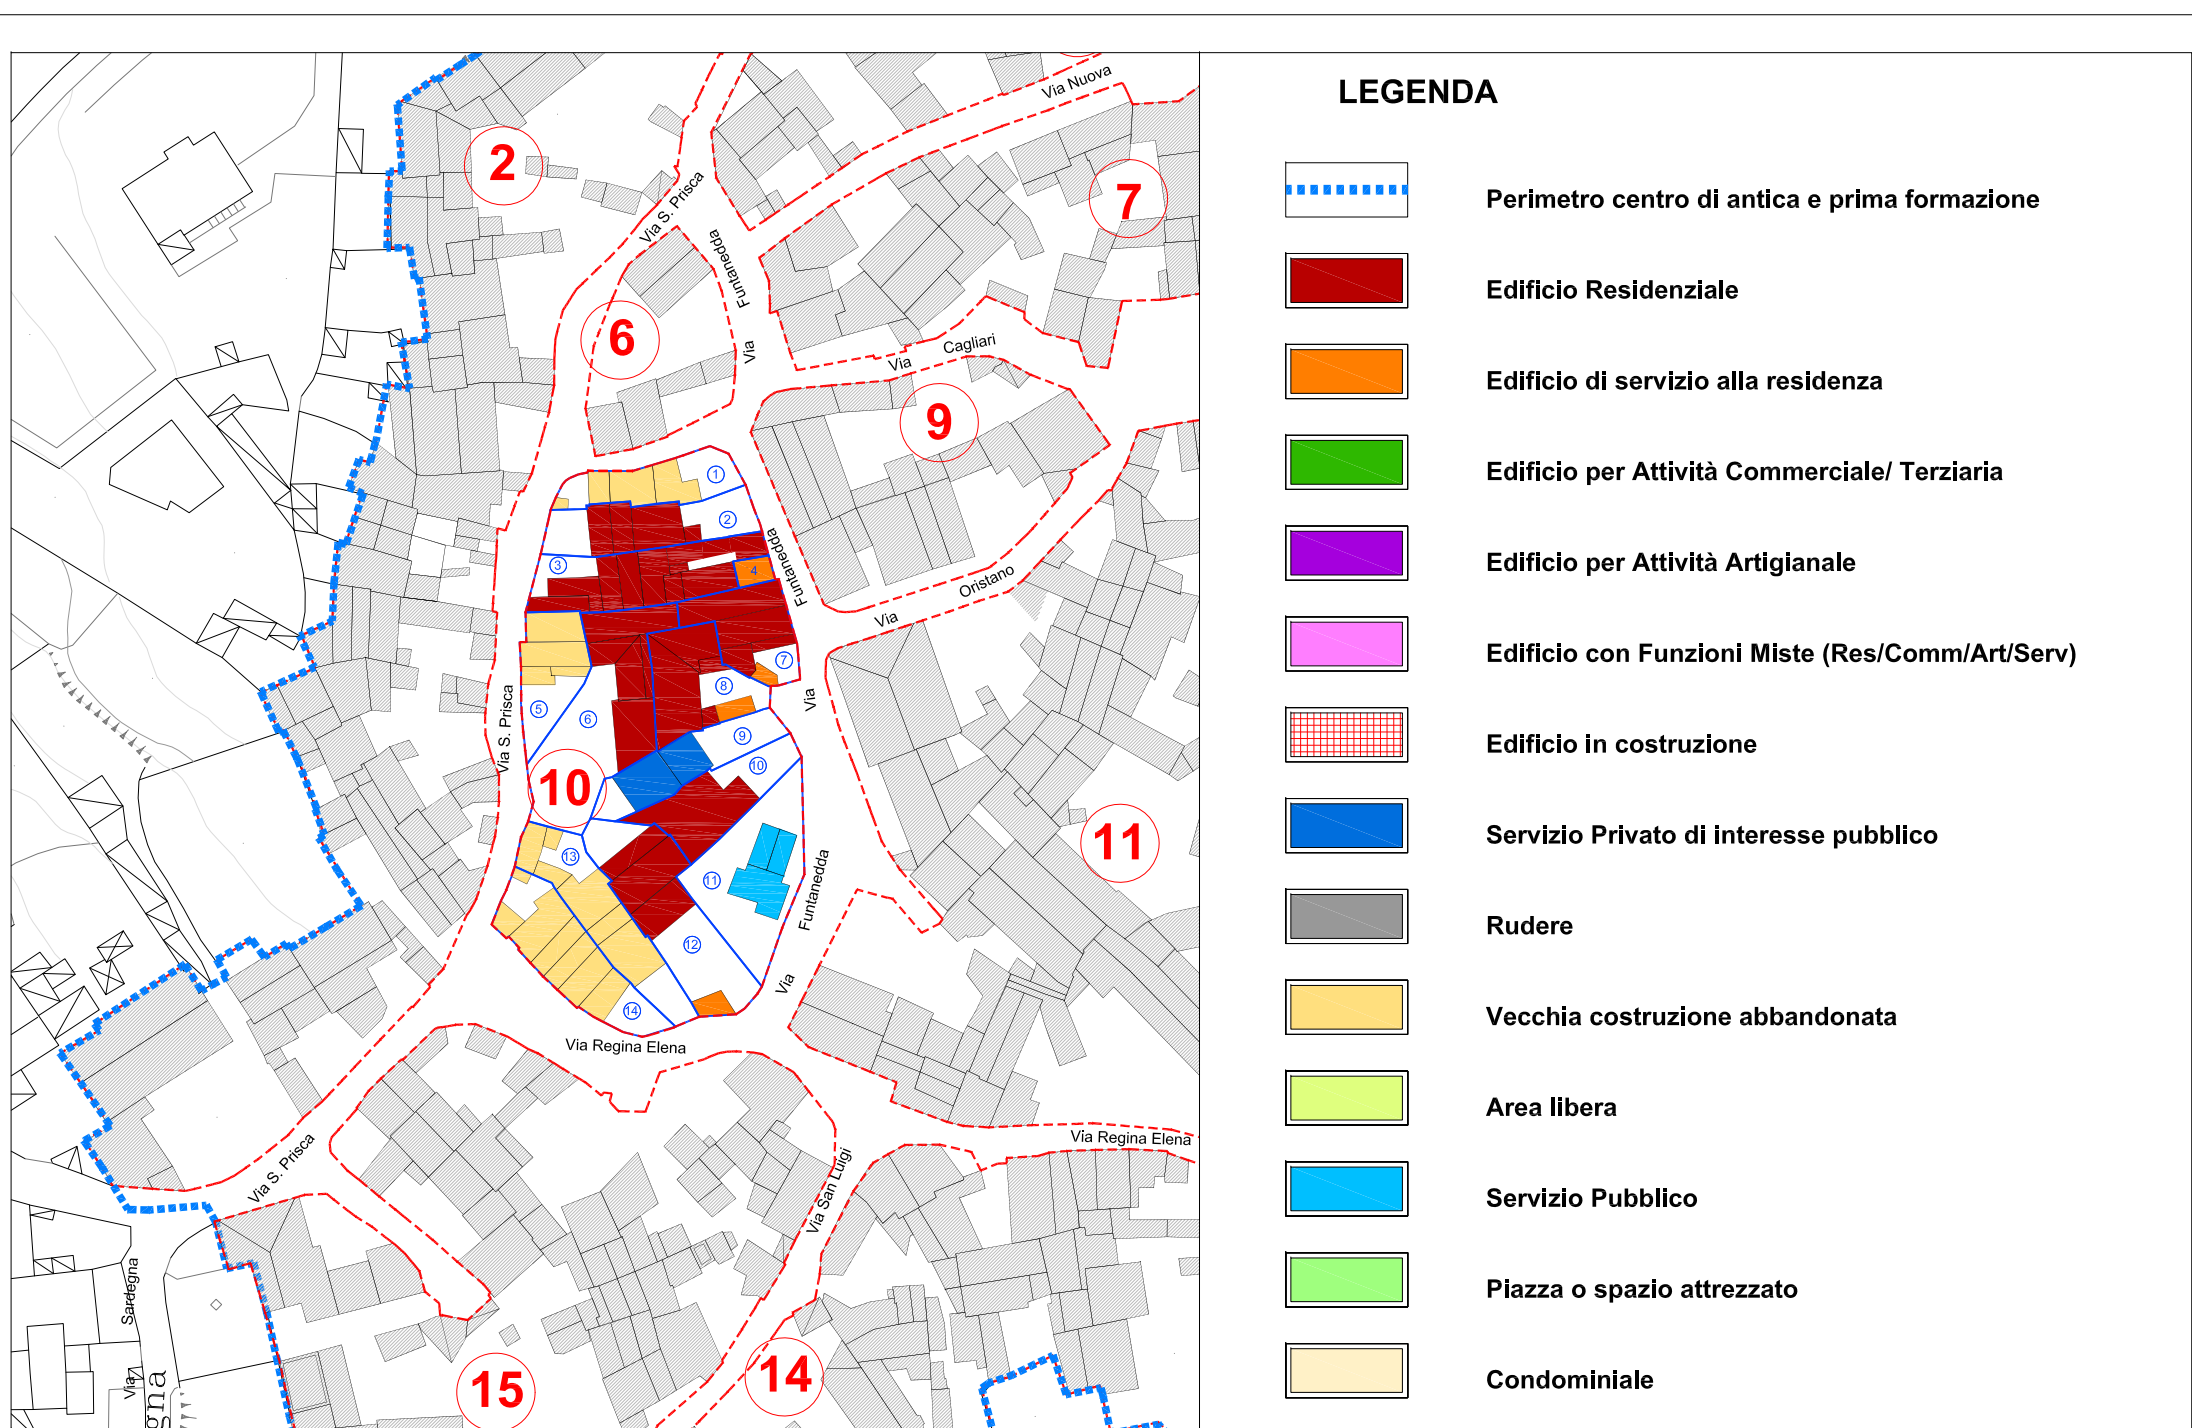 LEGENDA
Perimetro centro di antica e prima formazione
Edificio Residenziale
Edificio di servizio alla residenza
Edificio per Attività Commerciale/ Terziaria
Edificio per Attività Artigianale
Edificio con Funzioni Miste (Res/Comm/Art/Serv)
Edificio in costruzione
Servizio Privato di interesse pubblico
Rudere
Vecchia costruzione abbandonata
Area libera
Servizio Pubblico
Piazza o spazio attrezzato
Condominiale
Via Nuova
2
7
Via S. Prisca
Funtanedda
Via
6
Via
Cagliari
9
1
2
3
4
Funtanedda
Via
Oristano
5
6
7
8
Via
Via S. Prisca
9
10
10
11
13
11
Funtanedda
12
Via
14
Via Regina Elena
Via Regina Elena
Via S. Prisca
Via San Luigi
Sardegna
Via
gna
15
14